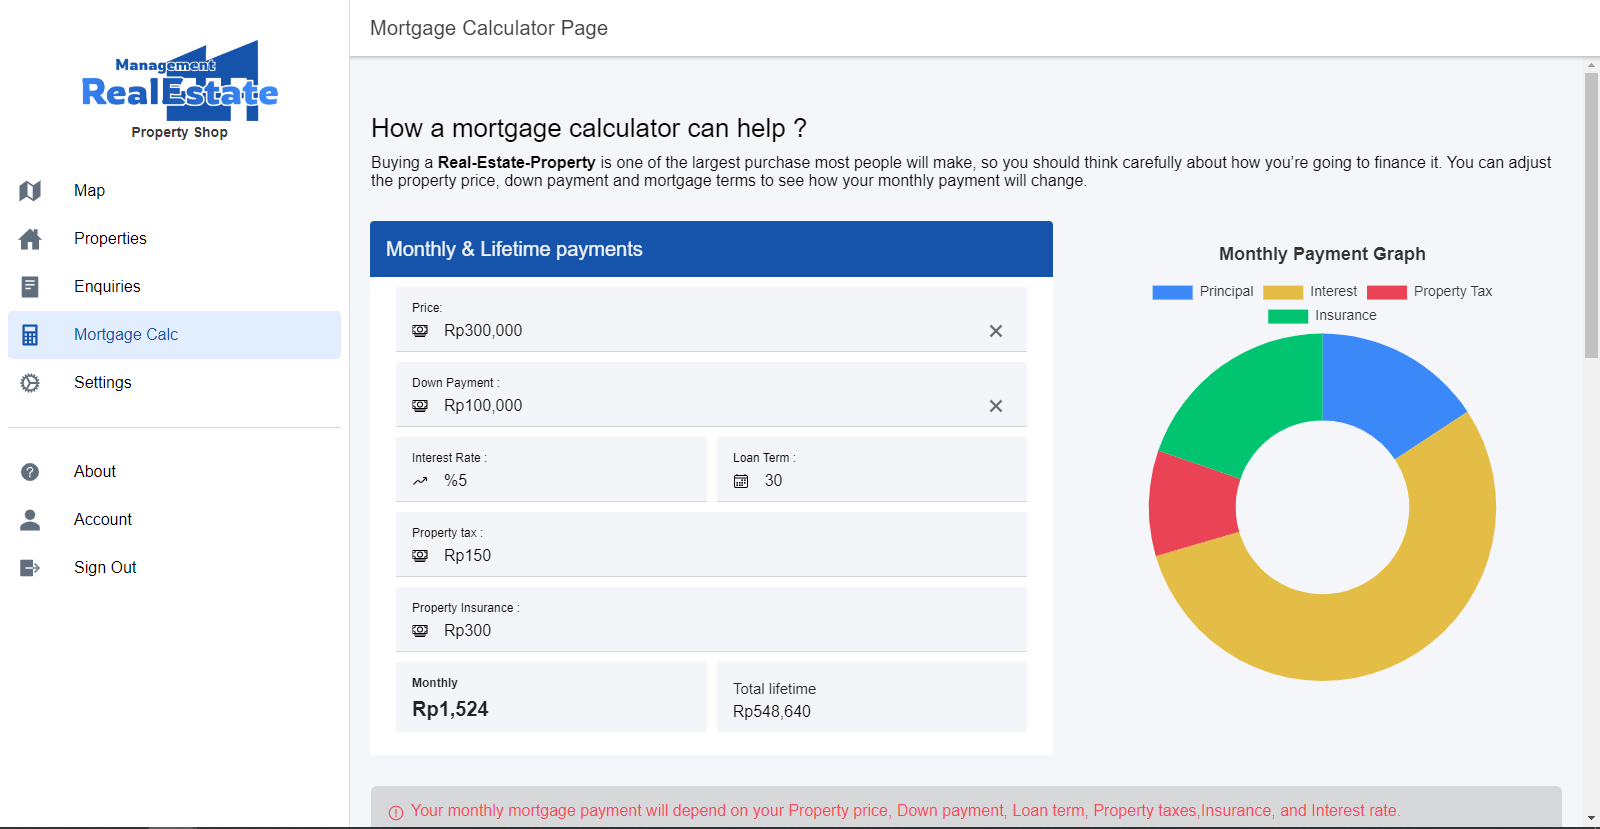 Management
RealEstate
Property Shop
Map
Properties
Enquiries
Mortgage Calc
Settings
About
Account
Sign Out
Mortgage Calculator Page
How a mortgage calculator can help ?
Buying a Real-Estate-Property is one of the largest purchase most people will make, so you should think carefully about how you’re going to finance it. You can adjust
the property price, down payment and mortgage terms to see how your monthly payment will change.
Monthly & Lifetime payments
Price:
Rp300,000
Down Payment :
Rp100,000
Interest Rate :
%5
Loan Term :
30
Property tax :
Rp150
Property Insurance :
Rp300
Monthly
Rp1,524
Total lifetime
Rp548,640
Monthly Payment Graph
Principal Interest Property Tax
Insurance
Your monthly mortgage payment will depend on your Property price, Down payment, Loan term, Property taxes,Insurance, and Interest rate.